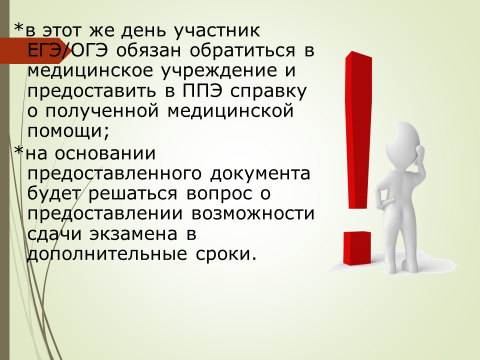 *в этот же день участник
ЕГЭ/ОГЭ обязан обратиться в
медицинское учреждение и
предоставить в ППЭ справку
о полученной медицинской
помощи;
*на основании
предоставленного документа
будет решаться вопрос о
предоставлении возможности
сдачи экзамена в
дополнительные сроки.